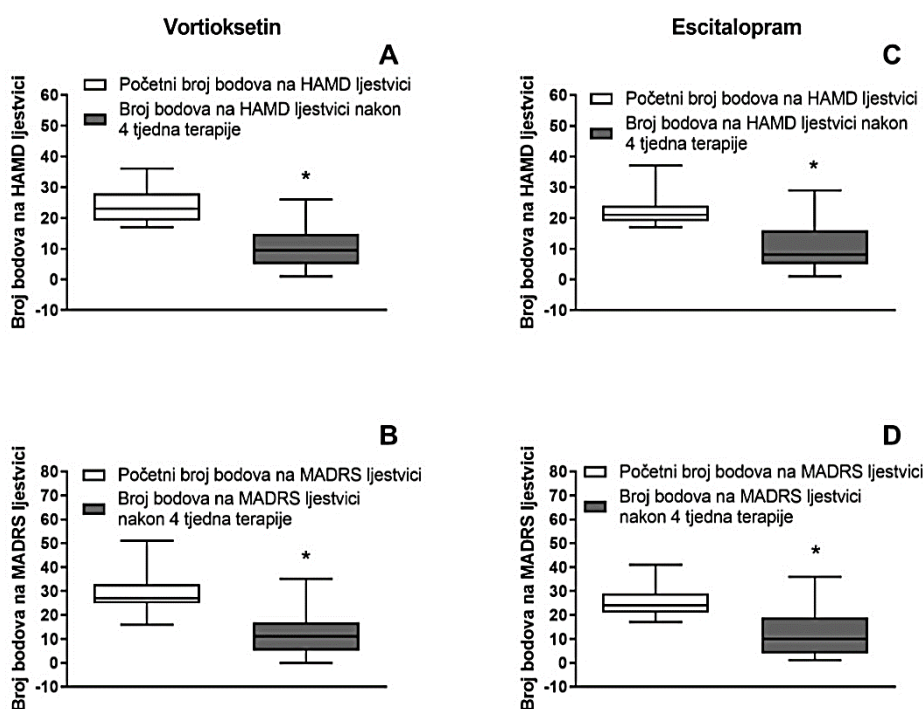 Vortioksetin
A
Broj bodova na HAMD ljestvici
Početni broj bodova na HAMD ljestvici
Broj bodova na HAMD ljestvici nakon
4 tjedna terapije
60
50
40
30
20
10
0
-10
*
Escitalopram
C
Broj bodova na HAMD ljestvici
Početni broj bodova na HAMD ljestvici
Broj bodova na HAMD ljestvici nakon
4 tjedna terapije
60
50
40
30
20
10
0
-10
*
B
Broj bodova na MADRS ljestvici
Početni broj bodova na MADRS ljestvici
Broj bodova na MADRS ljestvici
nakon 4 tjedna terapije
80
70
60
50
40
30
20
10
0
-10
*
D
Broj bodova na MADRS ljestvici
Početni broj bodova na MADRS ljestvici
Broj bodova na MADRS ljestvici
nakon 4 tjedna terapije
80
70
60
50
40
30
20
10
0
-10
*